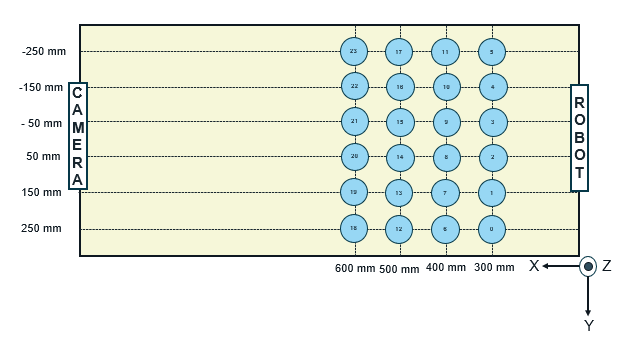 -250 mm
23 17 11 5
-150 mm
22 16 10 4
CAMERA
ROBOT
- 50 mm
21 15 9 3
50 mm
20 14 8 2
150 mm
19 13 7 1
250 mm
18 12 6 0
600 mm 500 mm 400 mm 300 mm
X Z
Y